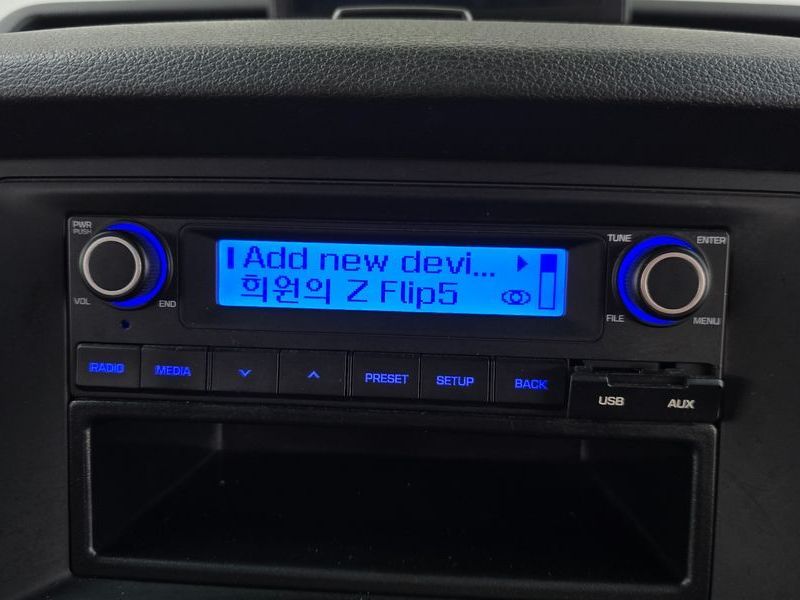 PWR
PUSH
VOL
END
Add new devi...
희원의 Z Flip5
TUNE
ENTER
FILE
MENU
RADIO
MEDIA
PRESET
SETUP
BACK
USB
AUX